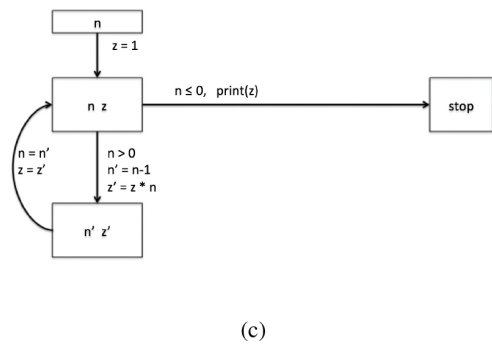 n
z = 1
n z
n ≤ 0, print(z)
stop
n = n’
z = z’
n > 0
n’ = n-1
z’ = z * n
n’ z’
(c)